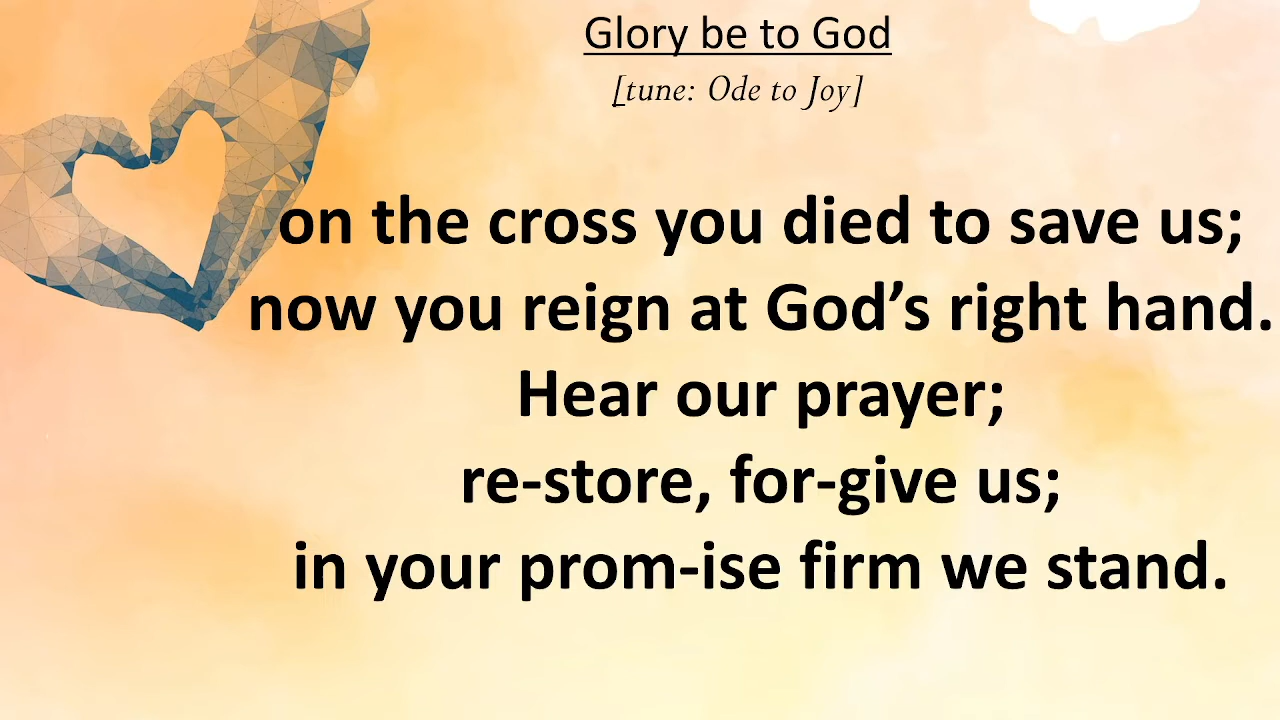 Glory be to God
[tune: Ode to Joy]
on the cross you died to save us;
now you reign at God’s right hand.
Hear our prayer;
re-store, for-give us;
in your prom-ise firm we stand.